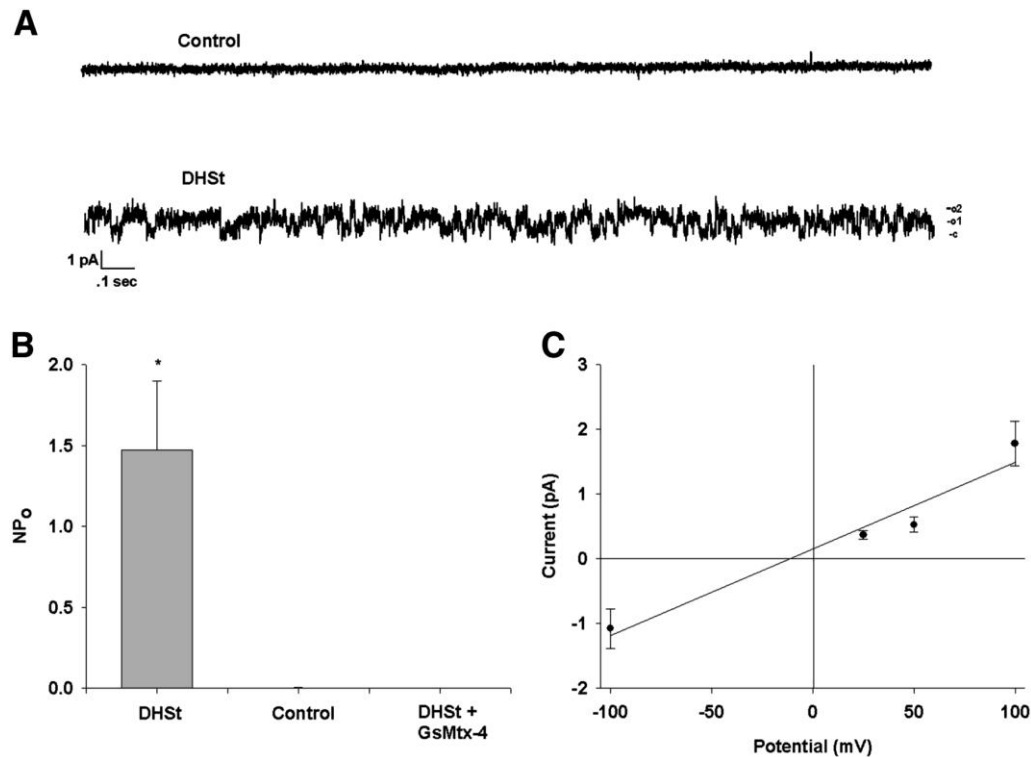 A
Control
DHSt
-o2
-o1
-c
1 pA
.1 sec
B
2.0
*
1.5
1.0
0.5
0.0
NPo
DHSt
Control
DHSt +
GsMtx-4
C
3
2
1
0
-1
-2
Current (pA)
-100
-50
0
50
100
Potential (mV)